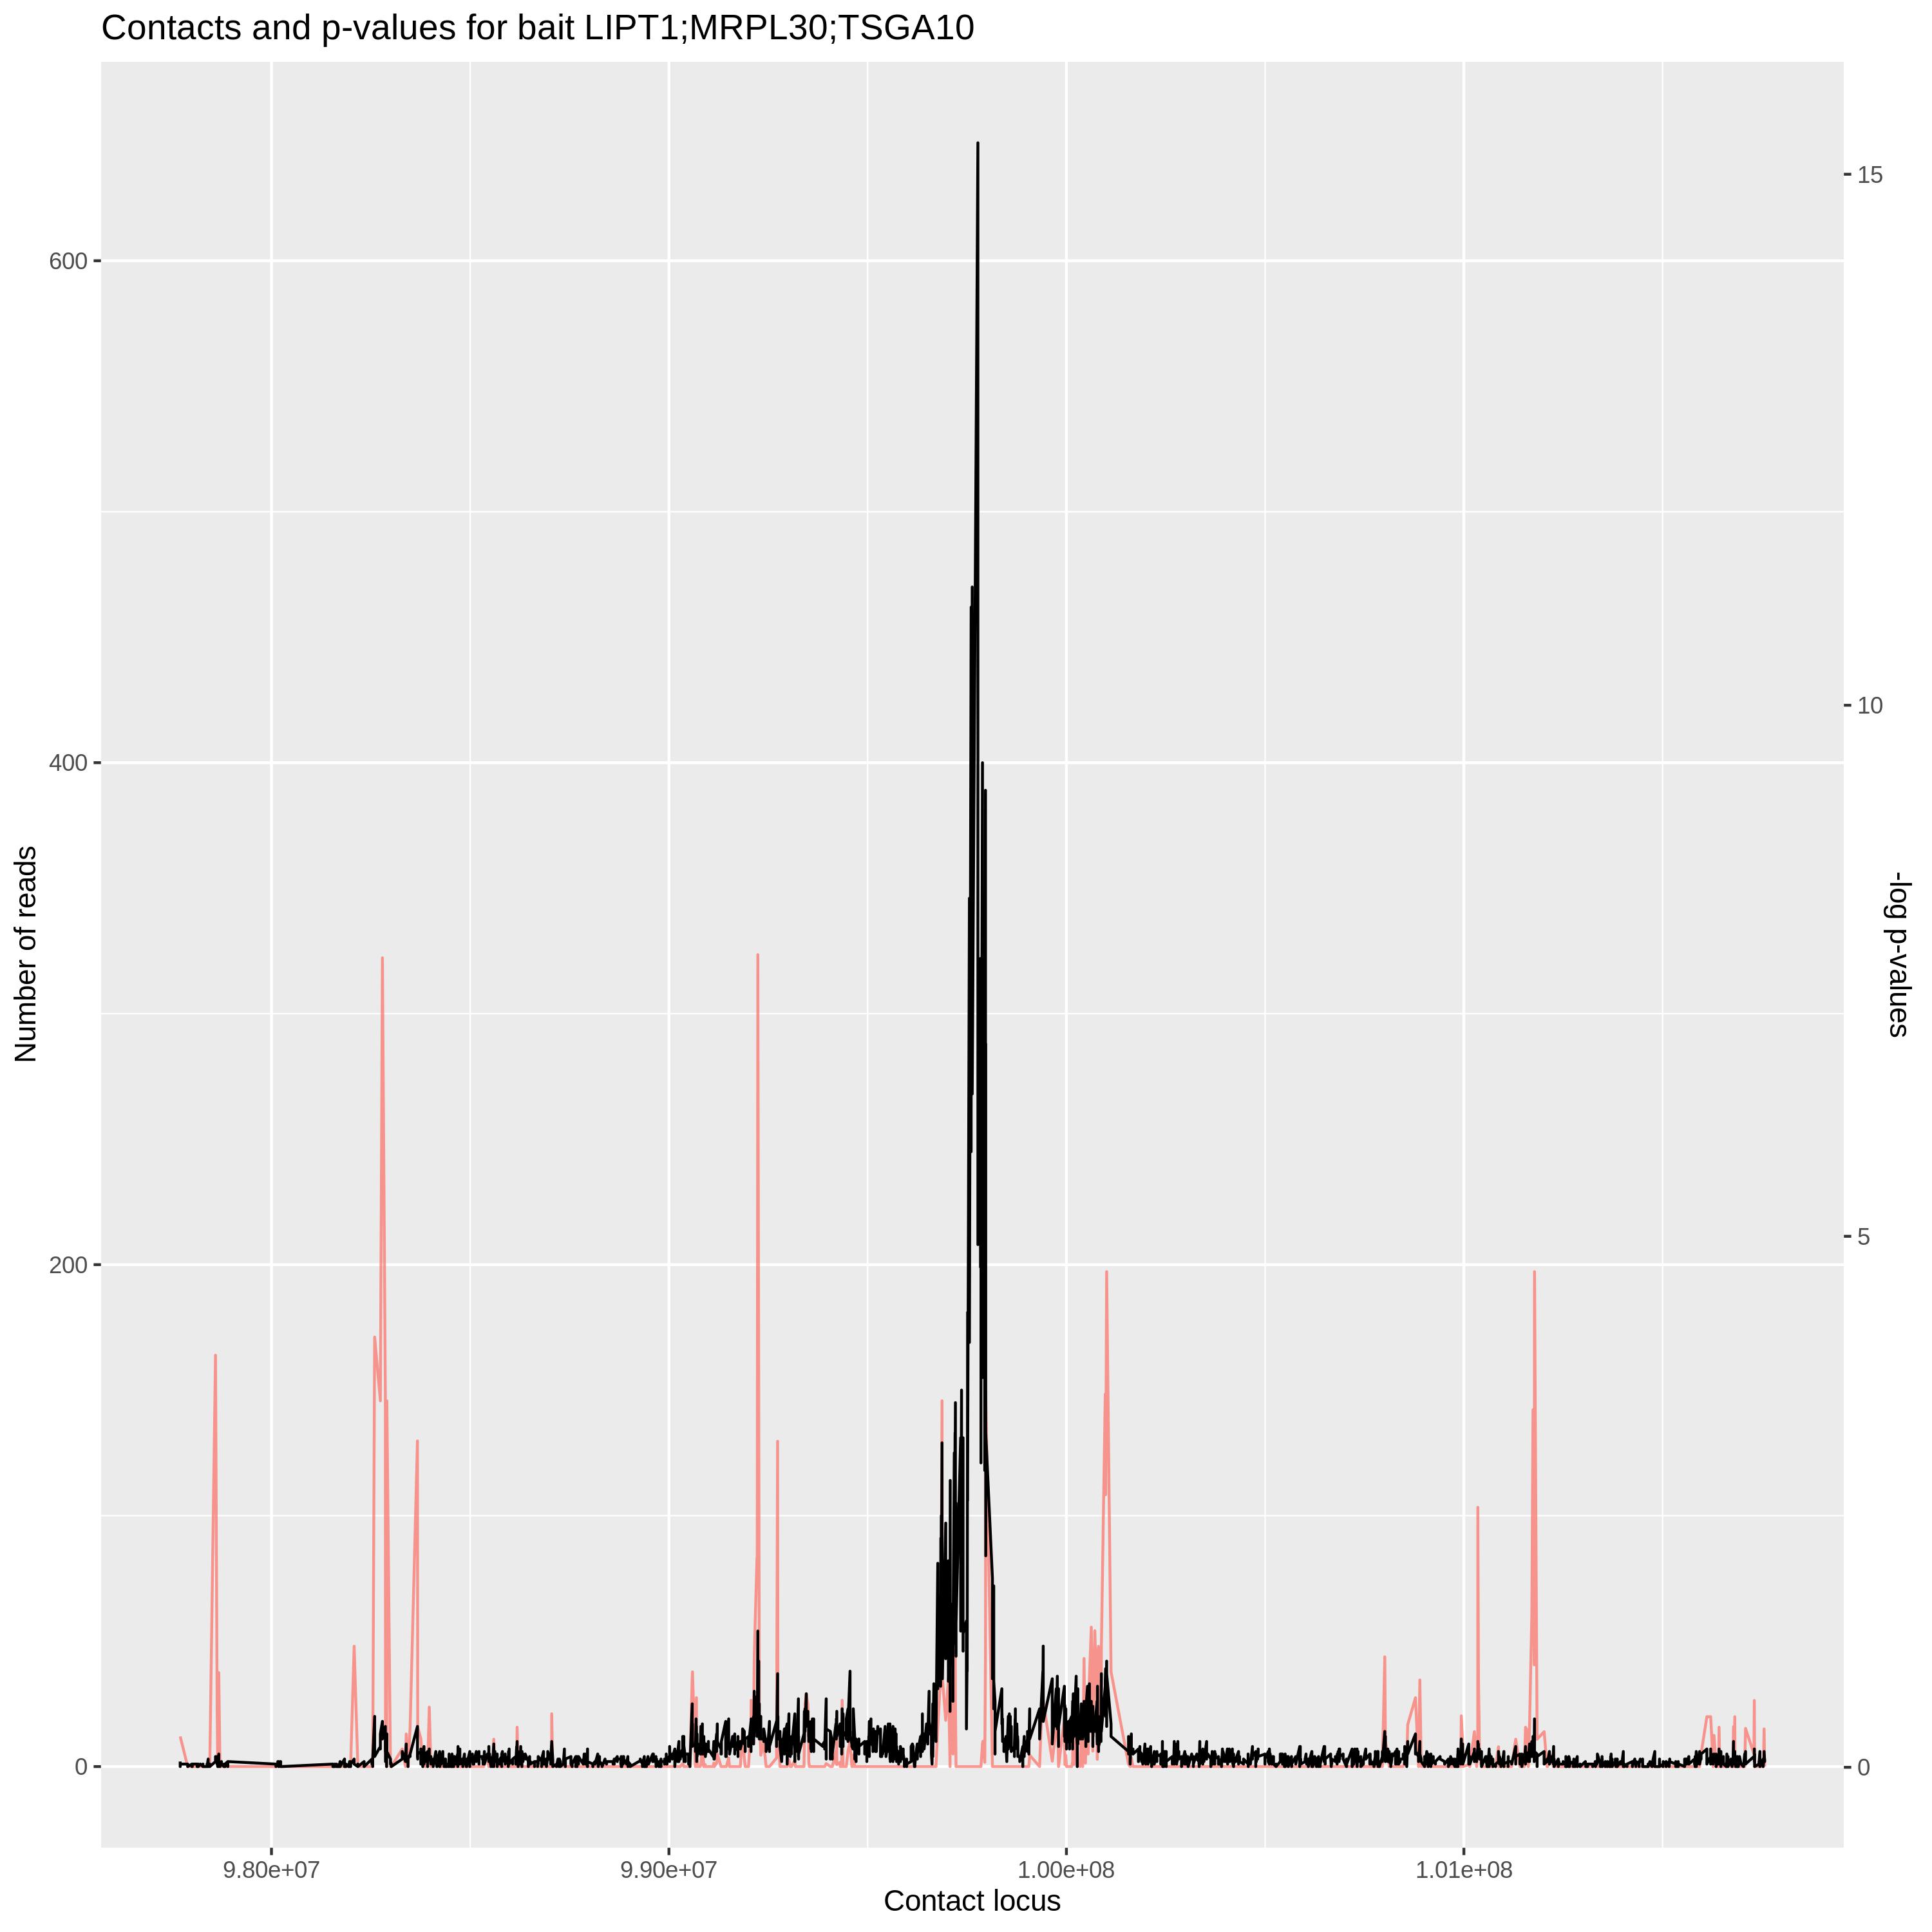 Contacts and p-values for bait LIPT1;MRPL30;TSGA10
15
600
10
400
Number of reads
-log p-values
5
200
0
0
9.80e+07
9.90e+07
1.00e+08
1.01e+08
Contact locus